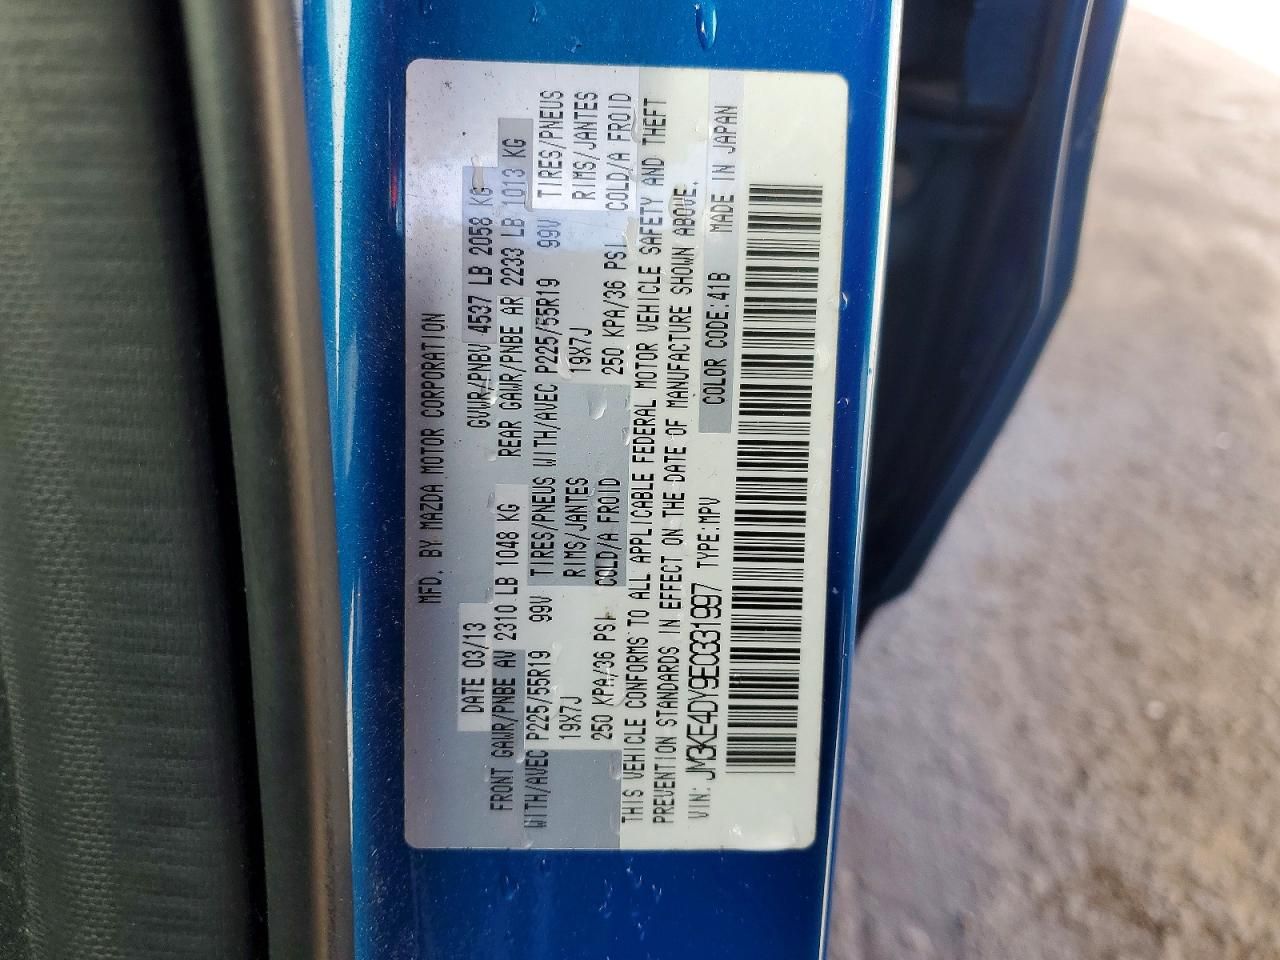 MFD. BY MAZDA MOTOR CORPORATION
DATE 03/13 GVWR/PNBV 4537 LB 2058 KG
FRONT GAWR/PNBE AV 2310 LB 1048 KG REAR GAWR/PNBE AR 2233 LB 1013 KG
WITH/AVEC P225/55R19 99V TIRES/PNEUS WITH/AVEC P225/55R19 99V TIRES/PNEUS
19X7J RIMS/JANTES 19X7J RIMS/JANTES
250 KPA/36 PSI COLD/A FROID 250 KPA/36 PSI COLD/A FROID
THIS VEHICLE CONFORMS TO ALL APPLICABLE FEDERAL MOTOR VEHICLE SAFETY AND THEFT
PREVENTION STANDARDS IN EFFECT ON THE DATE OF MANUFACTURE SHOWN ABOVE.
VIN: JM3KE4DY9E0331997 TYPE:MPV COLOR CODE:41B MADE IN JAPAN